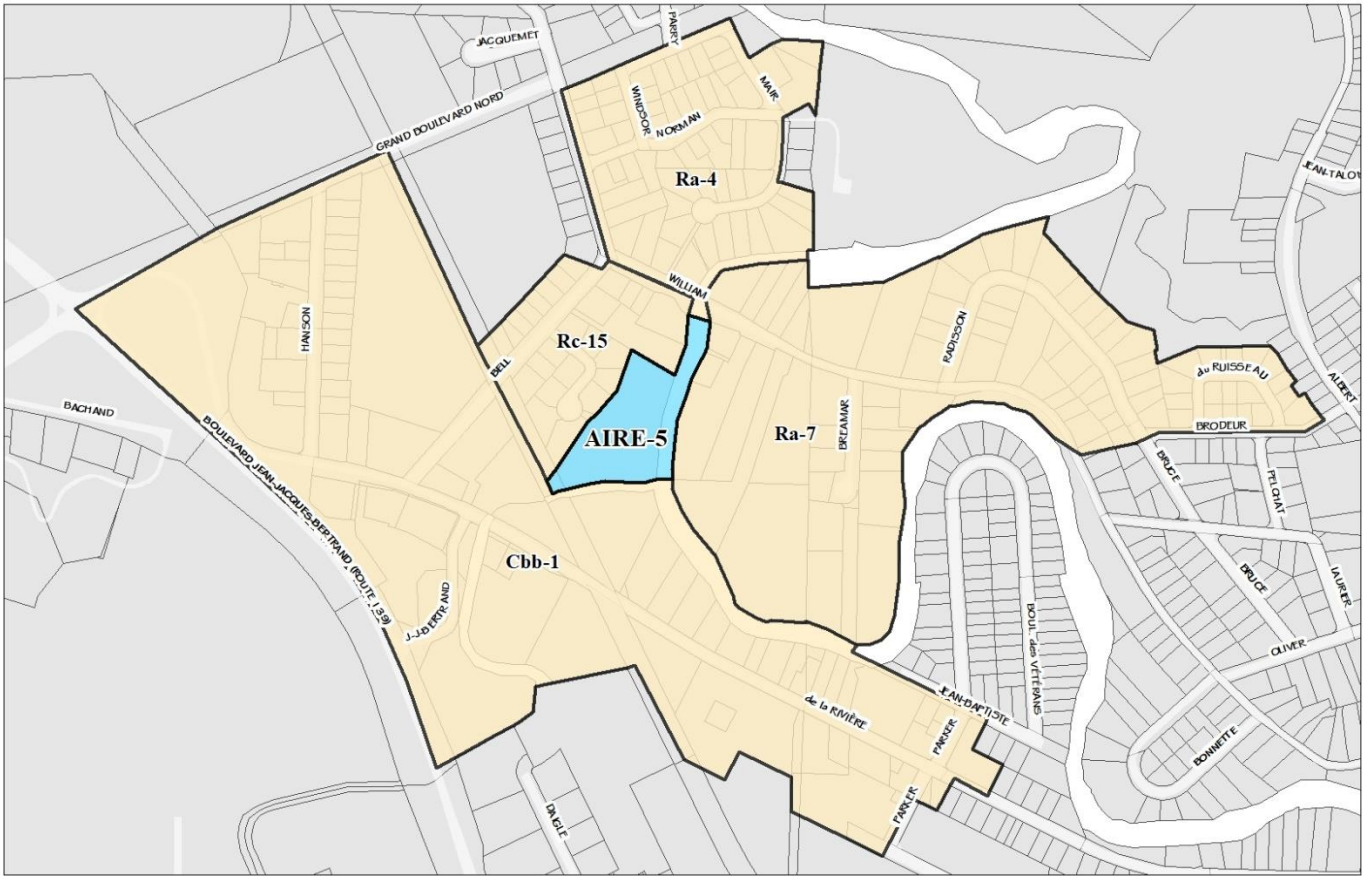 JACQUEMET
PARRY
GRAND BOULEVARD NORD
WINDSOR
NORMAN
MAIR
Ra-4
JEAN-TALO
WILLIAM
HANSON
Rc-15
BELL
RADISSON
du RUISSEAU
ALBERT
BACHAND
AIRE-5
Ra-7
BREAMAR
BRODEUR
BRUCE
PELCHAT
BOULEVARD JEAN-JACQUES-BERTRAND (ROUTE 139)
Cbb-1
J-J-BERTRAND
BRUCE
LAURIER
BOUL. des VÉTÉRANS
OLIVER
JEAN-BAPTISTE
de la RIVIÈRE
PARKER
BONNETTE
PARKER
DAIGLE